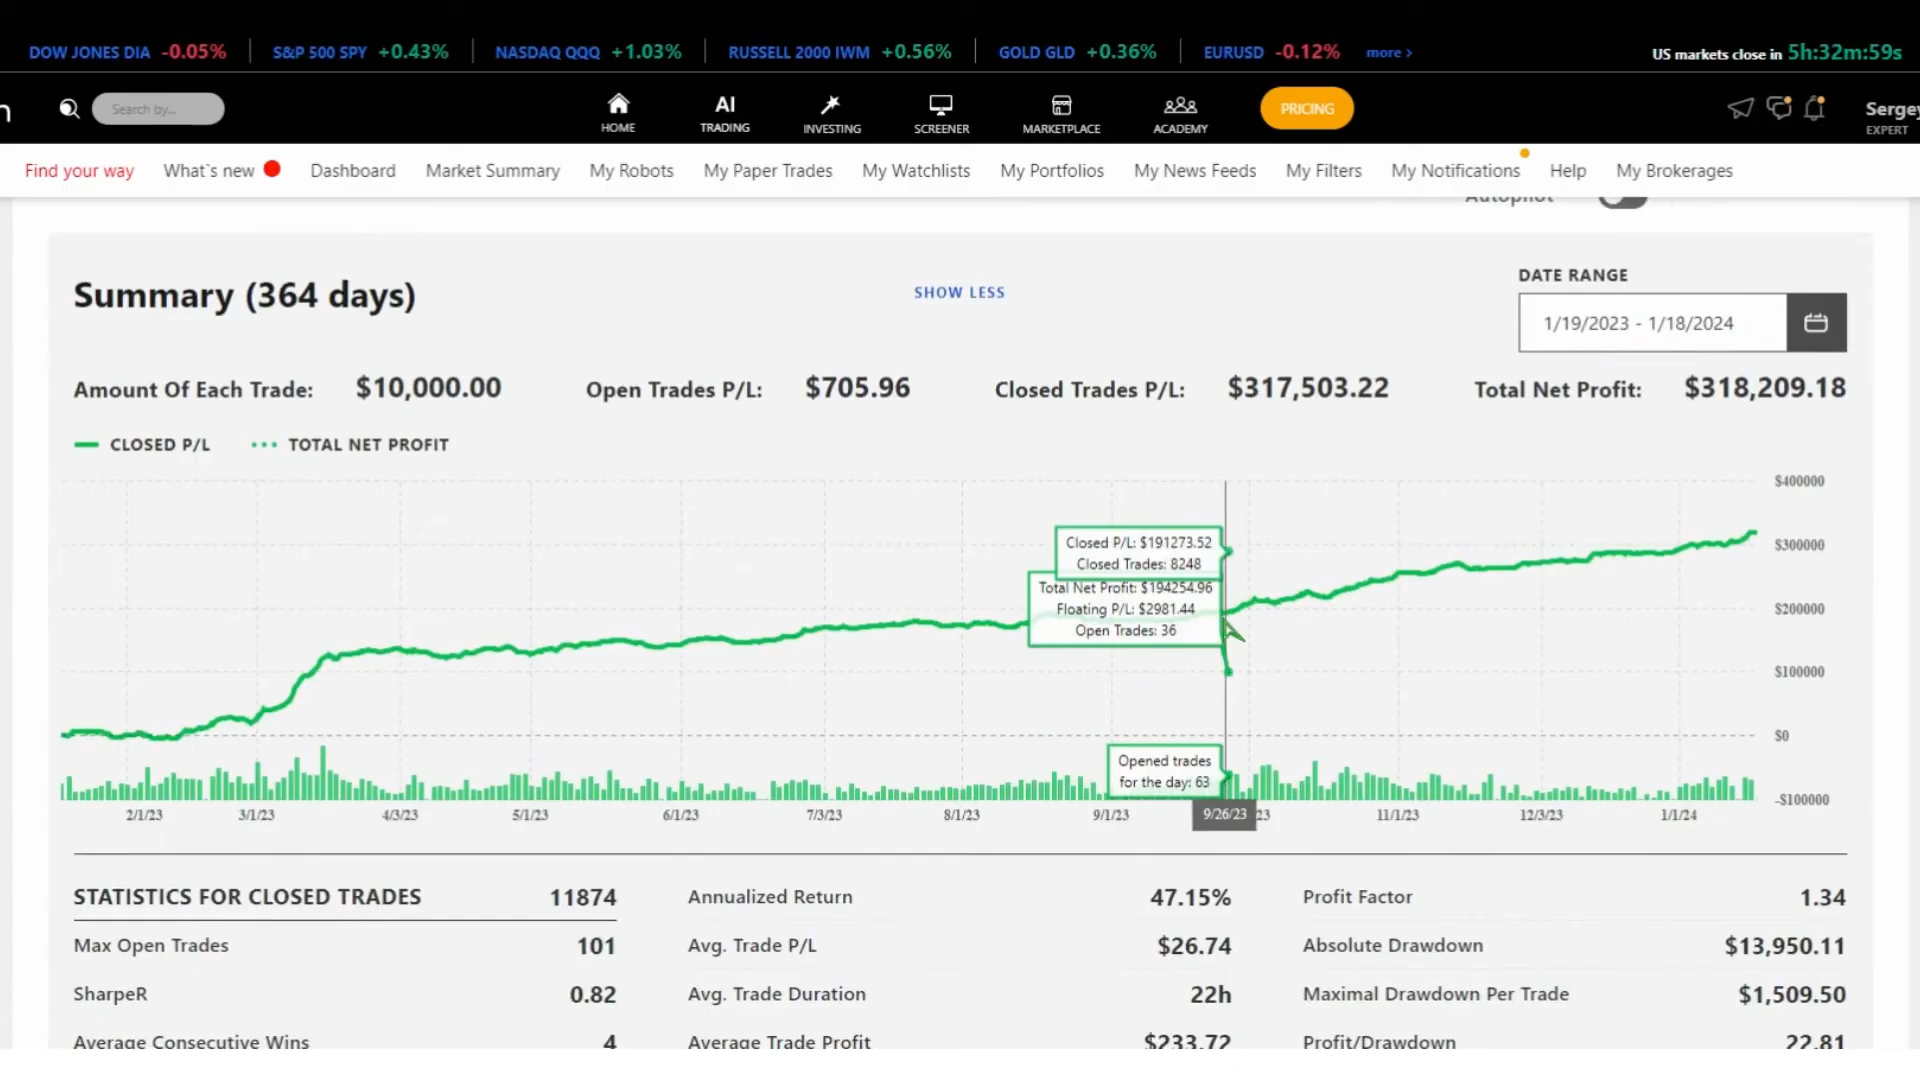 DOW JONES DIA -0.05% S&P 500 SPY +0.43% NASDAQ QQQ +1.03% RUSSELL 2000 IWM +0.56% GOLD GLD +0.36% EURUSD -0.12% more > US markets close in 5h:32m:59s
Search by...
HOME
AI TRADING
INVESTING
SCREENER
MARKETPLACE
ACADEMY
PRICING
Sergey
EXPERT
Find your way What`s new Dashboard Market Summary My Robots My Paper Trades My Watchlists My Portfolios My News Feeds My Filters My Notifications Help My Brokerages
Autopilot
Summary (364 days)
SHOW LESS
DATE RANGE
1/19/2023 - 1/18/2024
Amount Of Each Trade: $10,000.00 Open Trades P/L: $705.96 Closed Trades P/L: $317,503.22 Total Net Profit: $318,209.18
CLOSED P/L TOTAL NET PROFIT
$400000
$300000
$200000
$100000
$0
-$100000
Closed P/L: $191273.52
Closed Trades: 8248
Total Net Profit: $194254.96
Floating P/L: $2981.44
Open Trades: 36
Opened trades
for the day: 63
2/1/23 3/1/23 4/3/23 5/1/23 6/1/23 7/3/23 8/1/23 9/1/23 9/26/23 23 11/1/23 12/3/23 1/1/24
STATISTICS FOR CLOSED TRADES 11874 Annualized Return 47.15% Profit Factor 1.34
Max Open Trades 101 Avg. Trade P/L $26.74 Absolute Drawdown $13,950.11
SharpeR 0.82 Avg. Trade Duration 22h Maximal Drawdown Per Trade $1,509.50
Average Consecutive Wins 4 Average Trade Profit $233.72 Profit/Drawdown 22.81